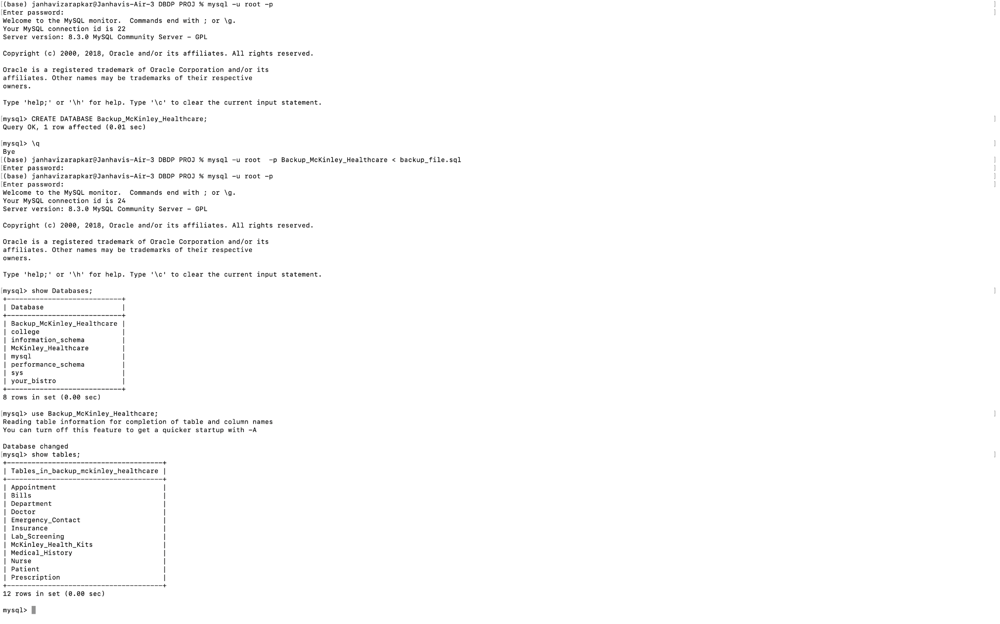 [(base) janhavizarapkar@Janhavis-Air-3 DBDP PROJ % mysql -u root -p ]
[Enter password: ]
Welcome to the MySQL monitor.  Commands end with ; or \g.
Your MySQL connection id is 22
Server version: 8.3.0 MySQL Community Server - GPL

Copyright (c) 2000, 2018, Oracle and/or its affiliates. All rights reserved.

Oracle is a registered trademark of Oracle Corporation and/or its
affiliates. Other names may be trademarks of their respective
owners.

Type 'help;' or '\h' for help. Type '\c' to clear the current input statement.

[mysql> CREATE DATABASE Backup_McKinley_Healthcare; ]
Query OK, 1 row affected (0.01 sec)

[mysql> \q ]
Bye
[(base) janhavizarapkar@Janhavis-Air-3 DBDP PROJ % mysql -u root  -p Backup_McKinley_Healthcare < backup_file.sql ]
[Enter password: ]
[(base) janhavizarapkar@Janhavis-Air-3 DBDP PROJ % mysql -u root -p ]
[Enter password: ]
Welcome to the MySQL monitor.  Commands end with ; or \g.
Your MySQL connection id is 24
Server version: 8.3.0 MySQL Community Server - GPL

Copyright (c) 2000, 2018, Oracle and/or its affiliates. All rights reserved.

Oracle is a registered trademark of Oracle Corporation and/or its
affiliates. Other names may be trademarks of their respective
owners.

Type 'help;' or '\h' for help. Type '\c' to clear the current input statement.

[mysql> show Databases; ]
+----------------------------+
| Database                   |
+----------------------------+
| Backup_McKinley_Healthcare |
| college                    |
| information_schema         |
| McKinley_Healthcare        |
| mysql                      |
| performance_schema         |
| sys                        |
| your_bistro                |
+----------------------------+
8 rows in set (0.00 sec)

[mysql> use Backup_McKinley_Healthcare; ]
Reading table information for completion of table and column names
You can turn off this feature to get a quicker startup with -A

Database changed
[mysql> show tables; ]
+--------------------------------------+
| Tables_in_backup_mckinley_healthcare |
+--------------------------------------+
| Appointment                          |
| Bills                                |
| Department                           |
| Doctor                               |
| Emergency_Contact                    |
| Insurance                            |
| Lab_Screening                        |
| McKinley_Health_Kits                 |
| Medical_History                      |
| Nurse                                |
| Patient                              |
| Prescription                         |
+--------------------------------------+
12 rows in set (0.00 sec)

mysql>